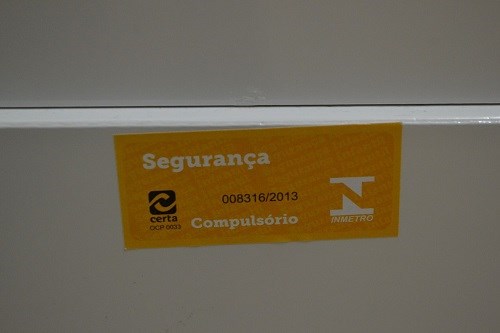 Segurança
008316/2013
certa
OCP 0033
Compulsório
INMETRO